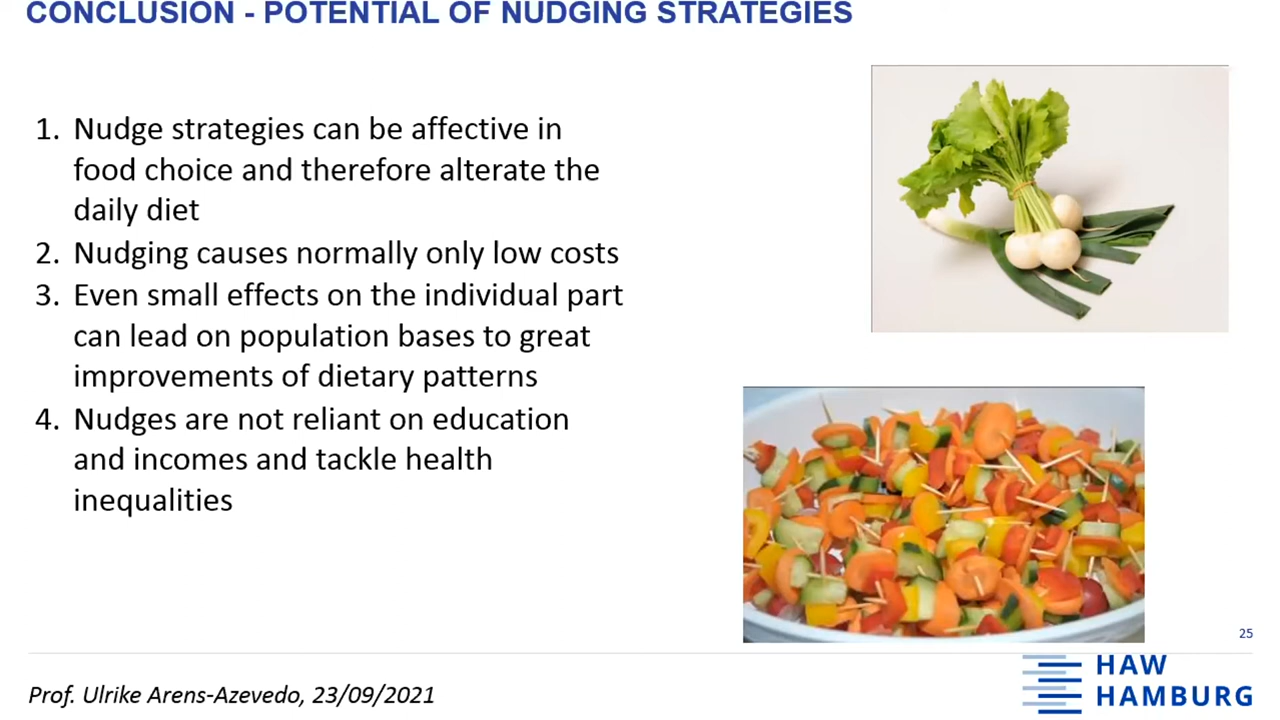 CONCLUSION - POTENTIAL OF NUDGING STRATEGIES
1. Nudge strategies can be affective in
food choice and therefore alterate the
daily diet
2. Nudging causes normally only low costs
3. Even small effects on the individual part
can lead on population bases to great
improvements of dietary patterns
4. Nudges are not reliant on education
and incomes and tackle health
inequalities
25
Prof. Ulrike Arens-Azevedo, 23/09/2021
HAW
HAMBURG